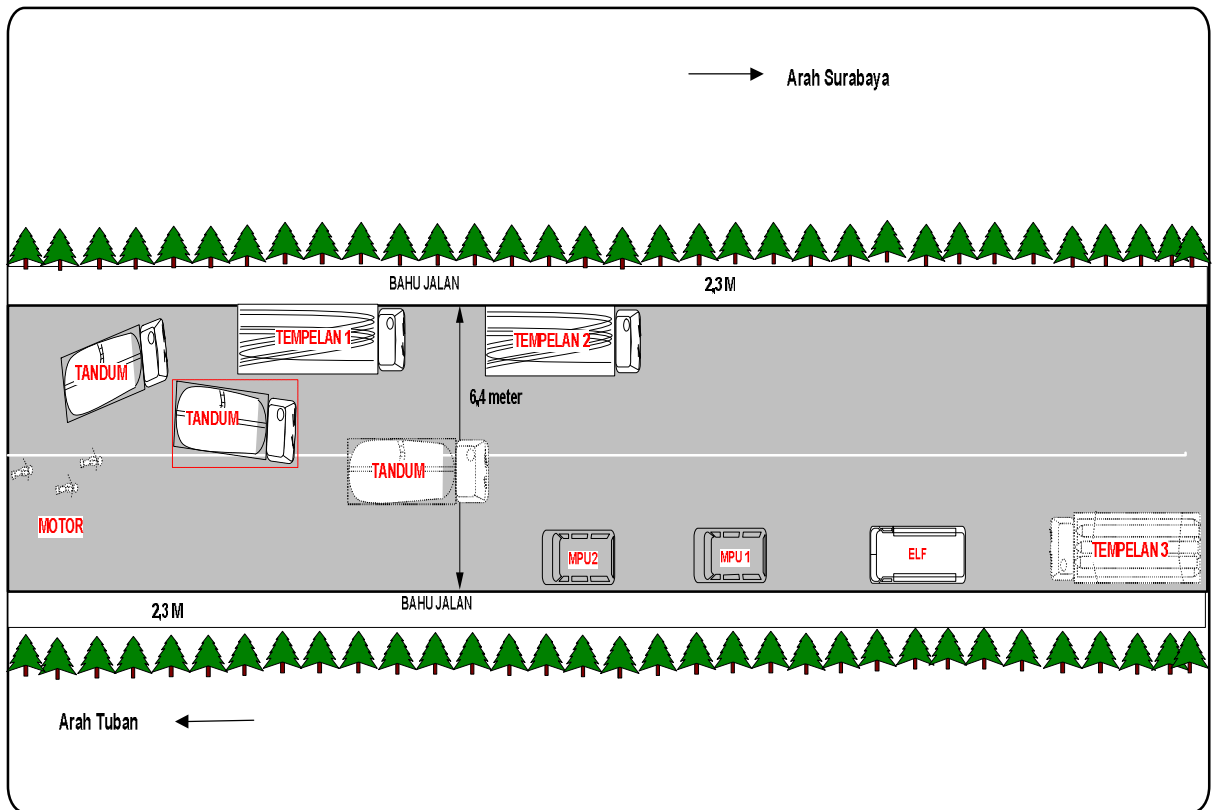 Arah Surabaya
BAHU JALAN
2,3 M
TEMPELAN 1
TEMPELAN 2
TANDUM
6,4 meter
TANDUM
TANDUM
MOTOR
MPU2
MPU 1
ELF
TEMPELAN 3
2,3 M
BAHU JALAN
Arah Tuban